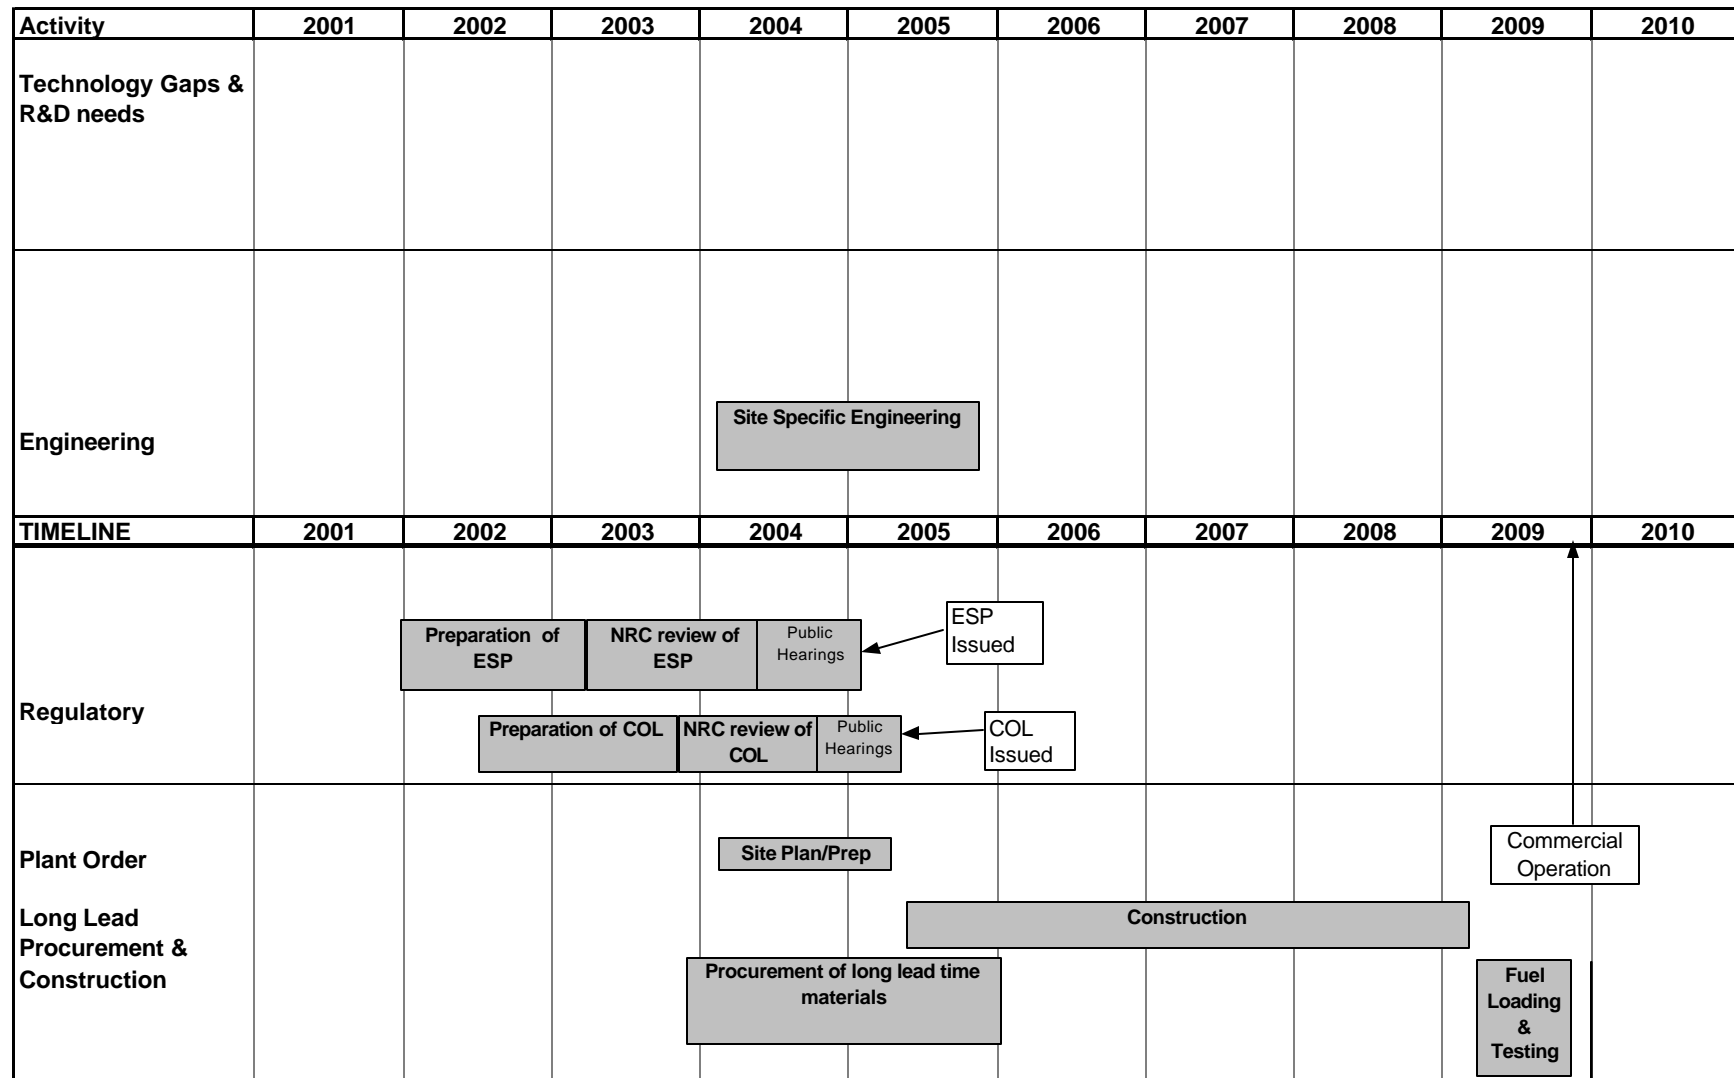 Activity 2001 2002 2003 2004 2005 2006 2007 2008 2009 2010
Technology Gaps &
R&D needs
Site Specific Engineering
Engineering
TIMELINE 2001 2002 2003 2004 2005 2006 2007 2008 2009 2010
Preparation of
ESP
NRC review of
ESP
Public
Hearings
ESP
Issued
Regulatory
Preparation of COL
NRC review of
COL
Public
Hearings
COL
Issued
Plant Order
Site Plan/Prep
Commercial
Operation
Long Lead
Procurement &
Construction
Construction
Procurement of long lead time
materials
Fuel
Loading
&
Testing